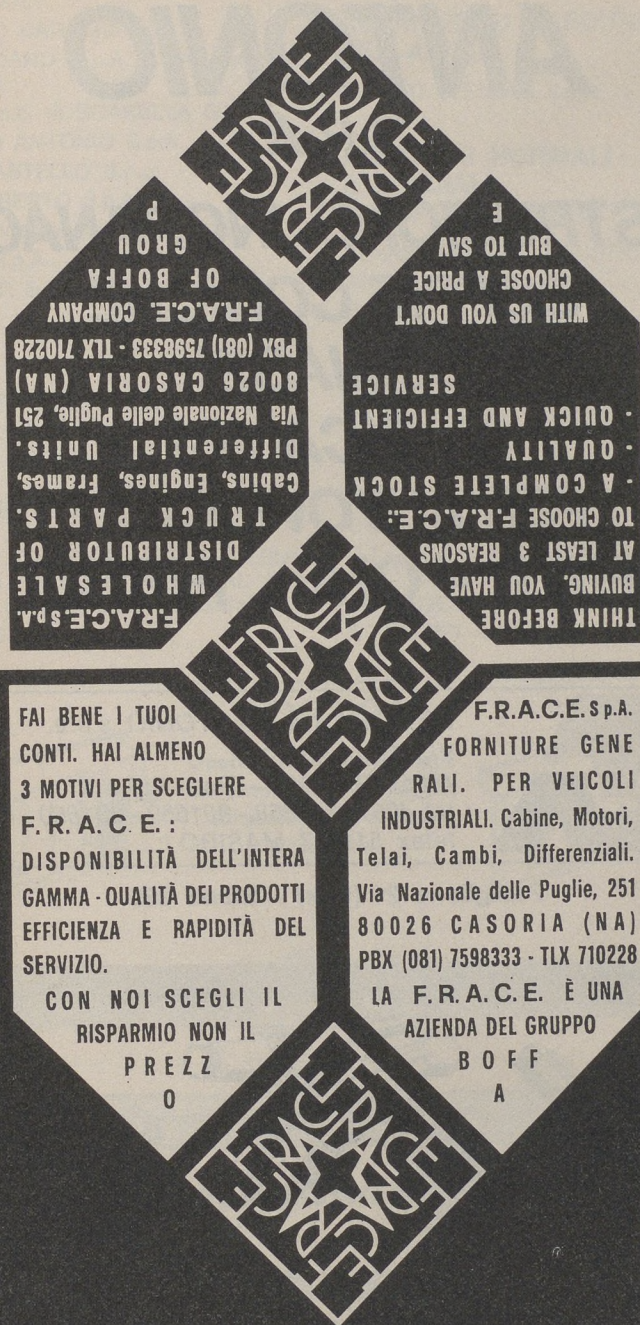 FAI BENE I TUOI
CONTI. HAI ALMENO
3 MOTIVI PER SCEGLIERE
F.R.A.C.E.:
DISPONIBILITÀ DELL'INTERA
GAMMA - QUALITÀ DEI PRODOTTI
EFFICIENZA E RAPIDITÀ DEL
SERVIZIO.
CON NOI SCEGLI IL
RISPARMIO NON IL
PREZZ
O
F.R.A.C.E. S p.A.
FORNITURE GENE
RALI. PER VEICOLI
INDUSTRIALI. Cabine, Motori,
Telai, Cambi, Differenziali.
Via Nazionale delle Puglie, 251
80026 CASORIA (NA)
PBX (081) 7598333 - TLX 710228
LA F.R.A.C.E. È UNA
AZIENDA DEL GRUPPO
BOFF
A
THINK BEFORE
BUYING. YOU HAVE
AT LEAST 3 REASONS
TO CHOOSE F.R.A.C.E.:
- A COMPLETE STOCK
- QUALITY
- QUICK AND EFFICIENT
SERVICE
WITH US YOU DON'T
CHOOSE A PRICE
BUT TO SAV
E
F.R.A.C.E. S p.A.
WHOLESALE
DISTRIBUTOR OF
TRUCK PARTS.
Cabins, Engines, Frames,
Differential Units.
Via Nazionale delle Puglie, 251
80026 CASORIA (NA)
PBX (081) 7598333 - TLX 710228
F.R.A.C.E. COMPANY
OF BOFFA
GROU
P